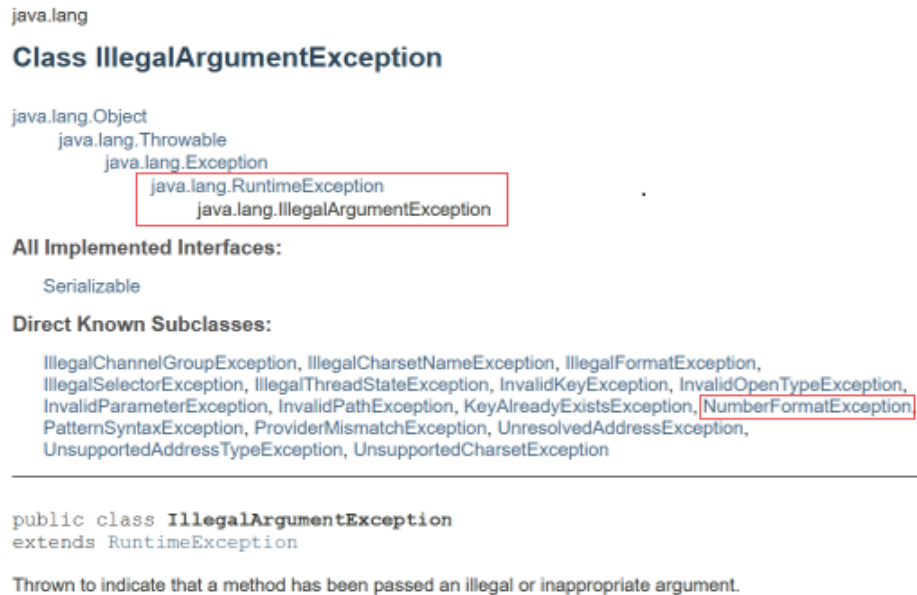 java.lang
Class IllegalArgumentException
java.lang.Object
java.lang.Throwable
java.lang.Exception
java.lang.RuntimeException
java.lang.IllegalArgumentException
All Implemented Interfaces:
Serializable
Direct Known Subclasses:
IllegalChannelGroupException, IllegalCharsetNameException, IllegalFormatException,
IllegalSelectorException, IllegalThreadStateException, InvalidKeyException, InvalidOpenTypeException,
InvalidParameterException, InvalidPathException, KeyAlreadyExistsException, NumberFormatException,
PatternSyntaxException, ProviderMismatchException, UnresolvedAddressException,
UnsupportedAddressTypeException, UnsupportedCharsetException
public class IllegalArgumentException
extends RuntimeException
Thrown to indicate that a method has been passed an illegal or inappropriate argument.